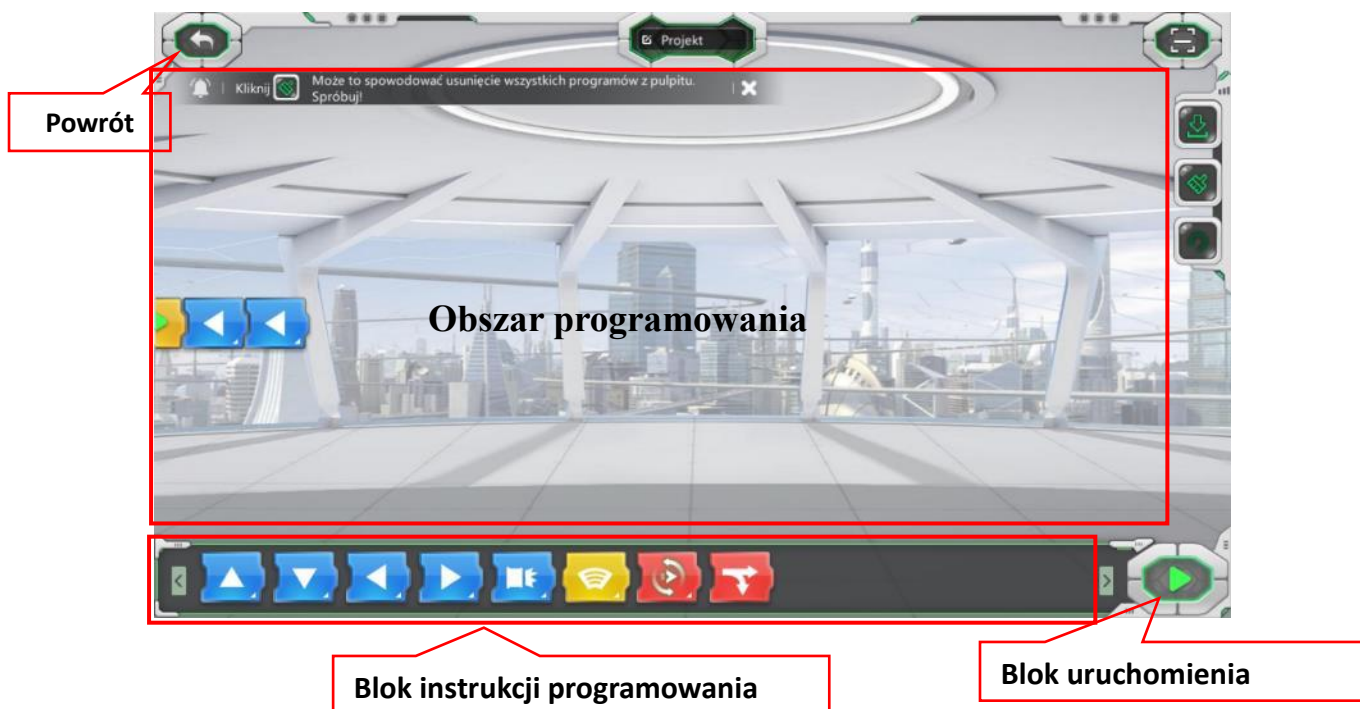 Projekt
Kliknij
Może to spowodować usunięcie wszystkich programów z pulpitu.
Spróbuj!
Powrót
Obszar programowania
Blok instrukcji programowania
Blok uruchomienia